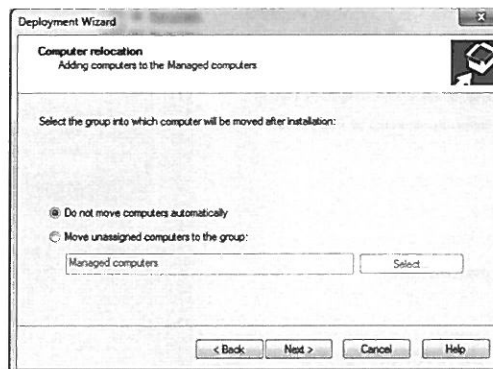 Deployment Wizard
Computer relocation
Adding computers to the Managed computers
Select the group into which computer will be moved after installation:
Do not move computers automatically
Move unassigned computers to the group:
Managed computers
Select...
< Back
Next >
Cancel
Help